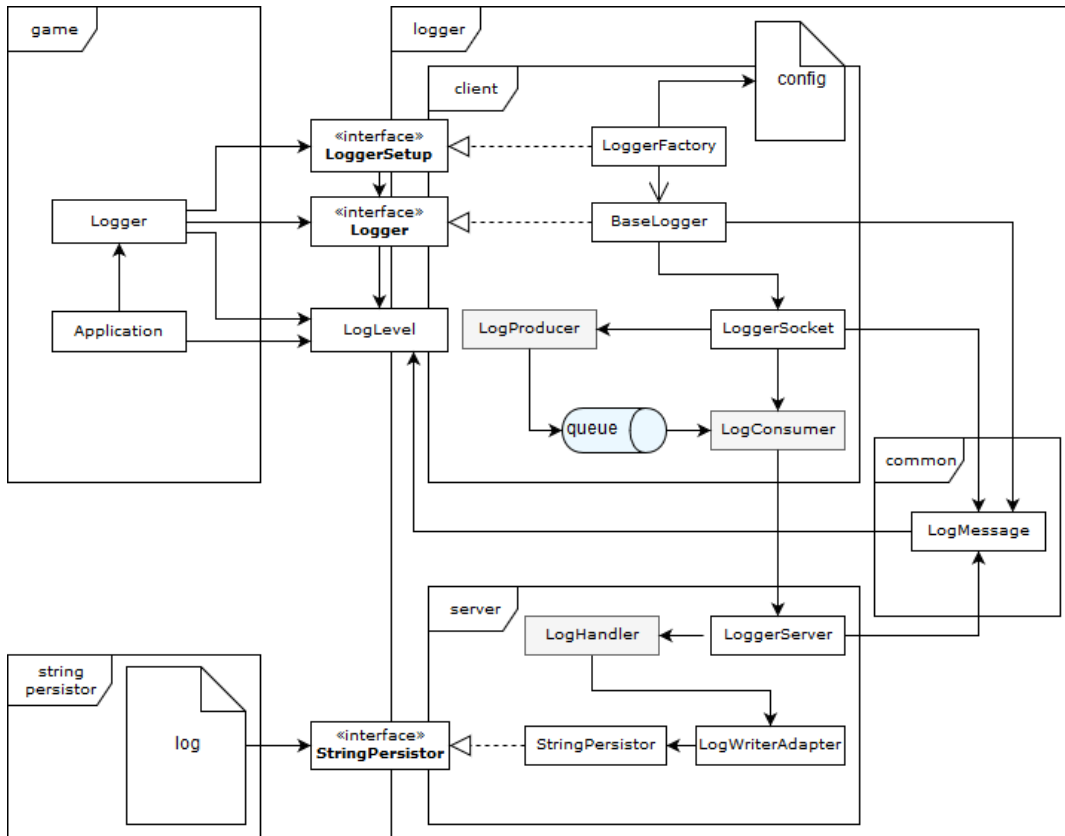 game
logger
client
config
«interface»
LoggerSetup
LoggerFactory
Logger
«interface»
Logger
BaseLogger
Application
LogLevel
LogProducer
LoggerSocket
queue
LogConsumer
common
LogMessage
server
LogHandler
LoggerServer
string
persistor
log
«interface»
StringPersistor
StringPersistor
LogWriterAdapter